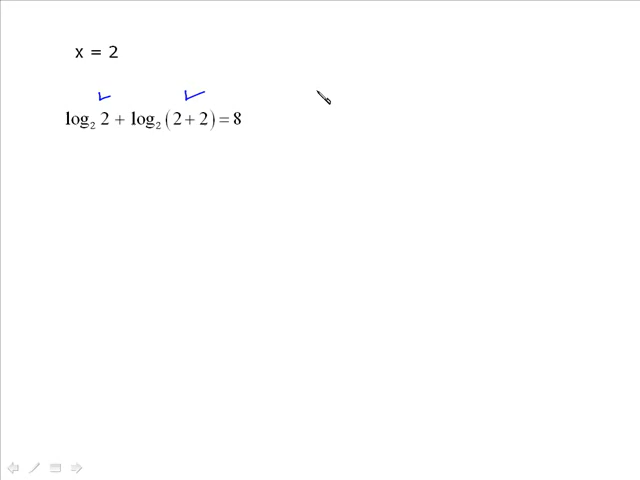 x = 2
log₂ 2 + log₂ (2 + 2) = 8